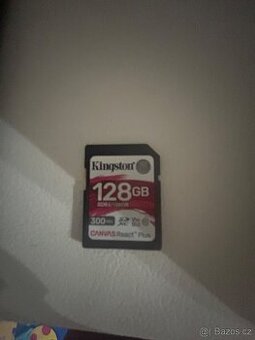 Kingston
128GB
300
CANVAS React Plus
Bazos.cz